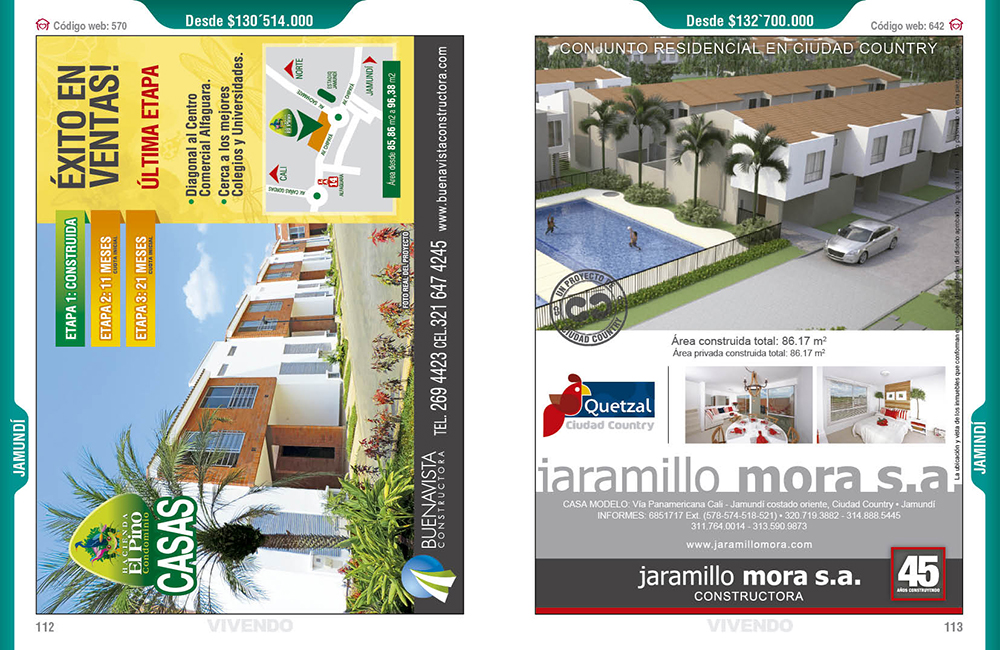 Código web: 570
Desde $130´514.000
ÉXITO EN
VENTAS!
ÚLTIMA ETAPA
• Diagonal al Centro
Comercial Alfaguara.
• Cerca a los mejores
Colegios y Universidades.
ETAPA 1: CONSTRUIDA
ETAPA 2: 11 MESES
CUOTA INICIAL
ETAPA 3: 21 MESES
CUOTA INICIAL
NORTE
JAMUNDÍ
CALI
El Pino
ALFAGUARA
AV. CAÑAS GORDAS
Área desde 85,86 m2 a 96,38 m2
FOTO REAL DEL PROYECTO
HACIENDA
El Pino
Condominio
CASAS
BUENAVISTA
CONSTRUCTORA
TEL. 269 4423 CEL.321 647 4245 www.buenavistaconstructora.com
JAMUNDÍ
112
VIVENDO
Desde $132´700.000
Código web: 642
CONJUNTO RESIDENCIAL EN CIUDAD COUNTRY
UN PROYECTO DE
CIUDAD COUNTRY
Área construida total: 86.17 m²
Área privada construida total: 86.17 m²
Quetzal
Ciudad Country
La ubicación y vista de los inmuebles que conforman
jaramillo mora s.a.
CASA MODELO: Vía Panamericana Cali - Jamundí costado oriente, Ciudad Country • Jamundí
INFORMES: 6851717 Ext. (578-574-518-521) • 320.719.3882 - 314.888.5445
311.764.0014 - 313.590.9873
www.jaramillomora.com
jaramillo mora s.a.
CONSTRUCTORA
45
AÑOS CONSTRUYENDO
JAMINDÍ
VIVENDO
113